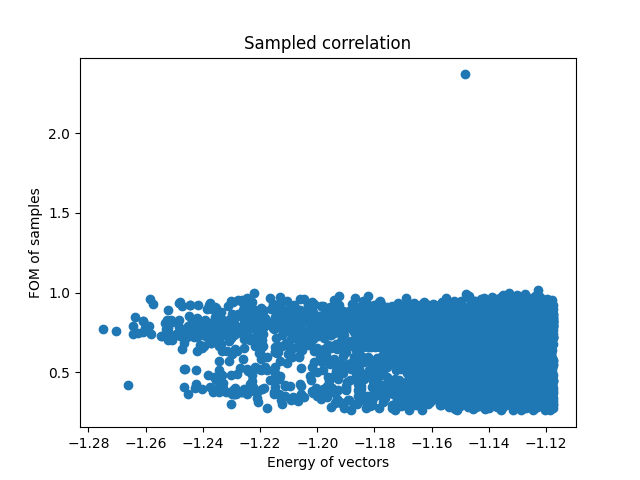 Sampled correlation
2.0
1.5
1.0
0.5
FOM of samples
−1.28 −1.26 −1.24 −1.22 −1.20 −1.18 −1.16 −1.14 −1.12
Energy of vectors